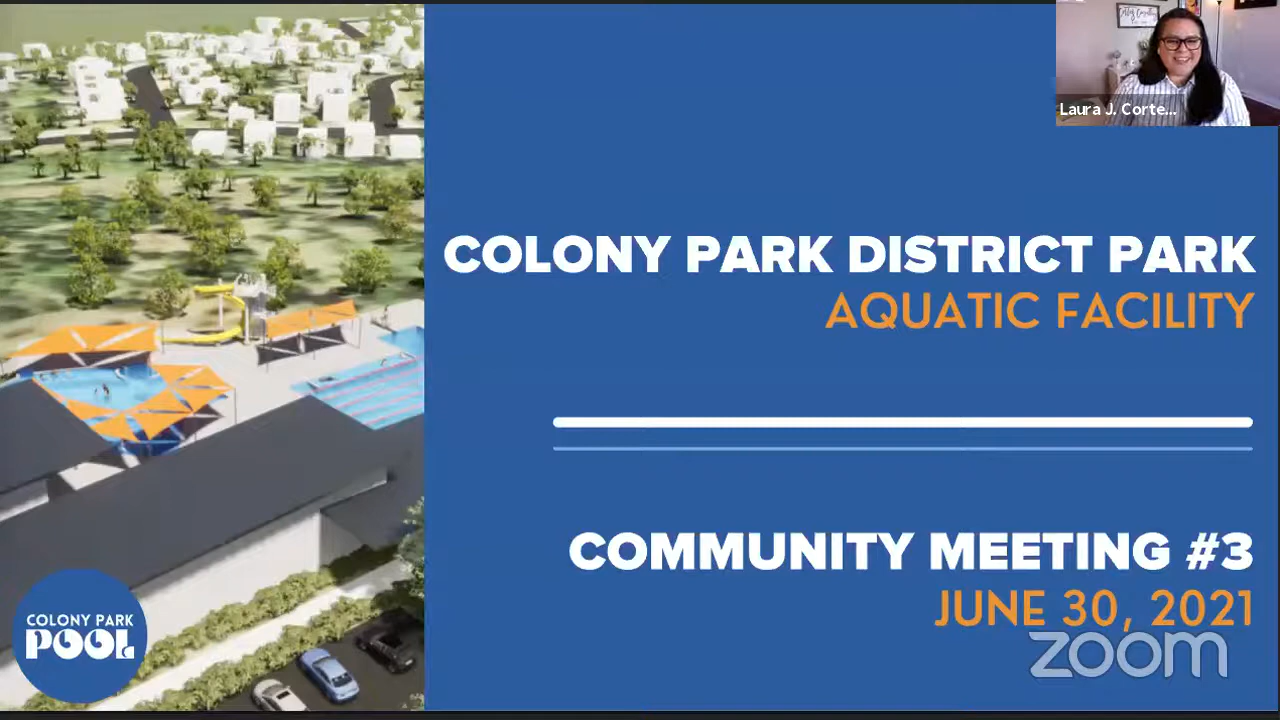 Laura J. Corte...
COLONY PARK DISTRICT PARK
AQUATIC FACILITY
COMMUNITY MEETING #3
JUNE 30, 2021
zoom
COLONY PARK
POOL